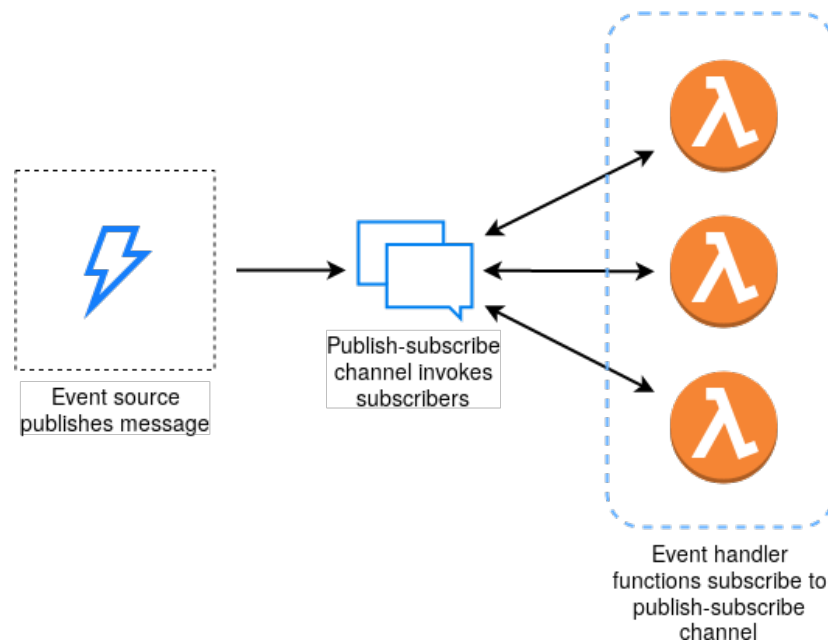 Event source
publishes message
Publish-subscribe
channel invokes
subscribers
Event handler
functions subscribe to
publish-subscribe
channel